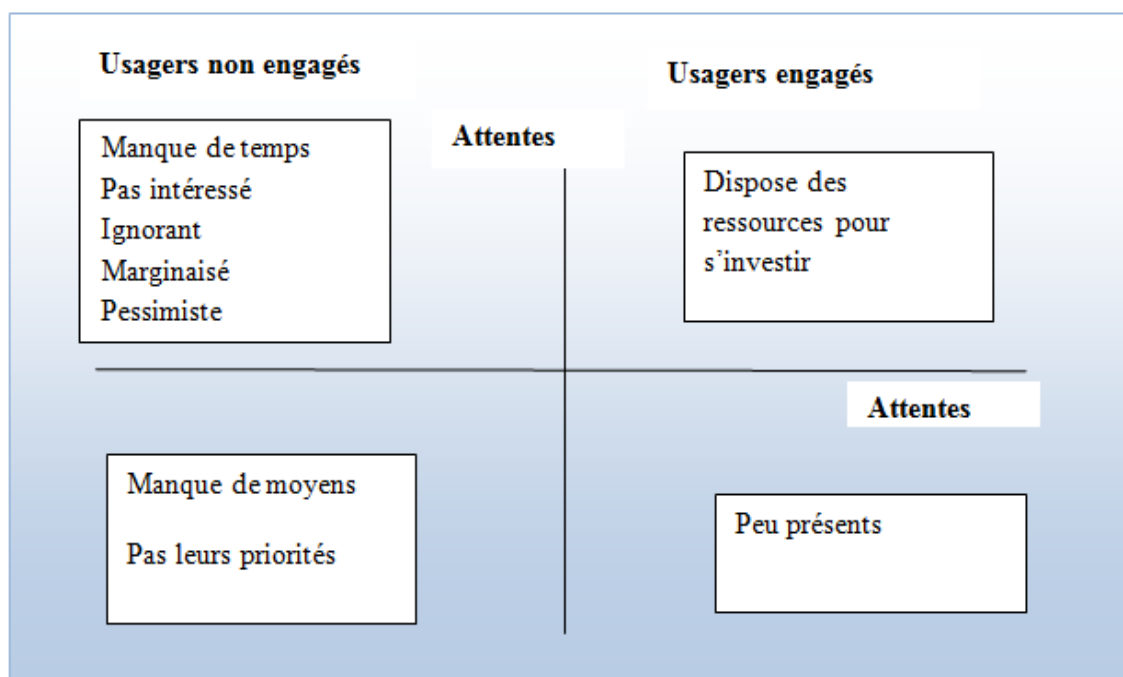 Usagers non engagés
Usagers engagés
Attentes
Manque de temps
Pas intéressé
Ignorant
Marginaisé
Pessimiste
Dispose des
ressources pour
s’investir
Attentes
Manque de moyens
Pas leurs priorités
Peu présents